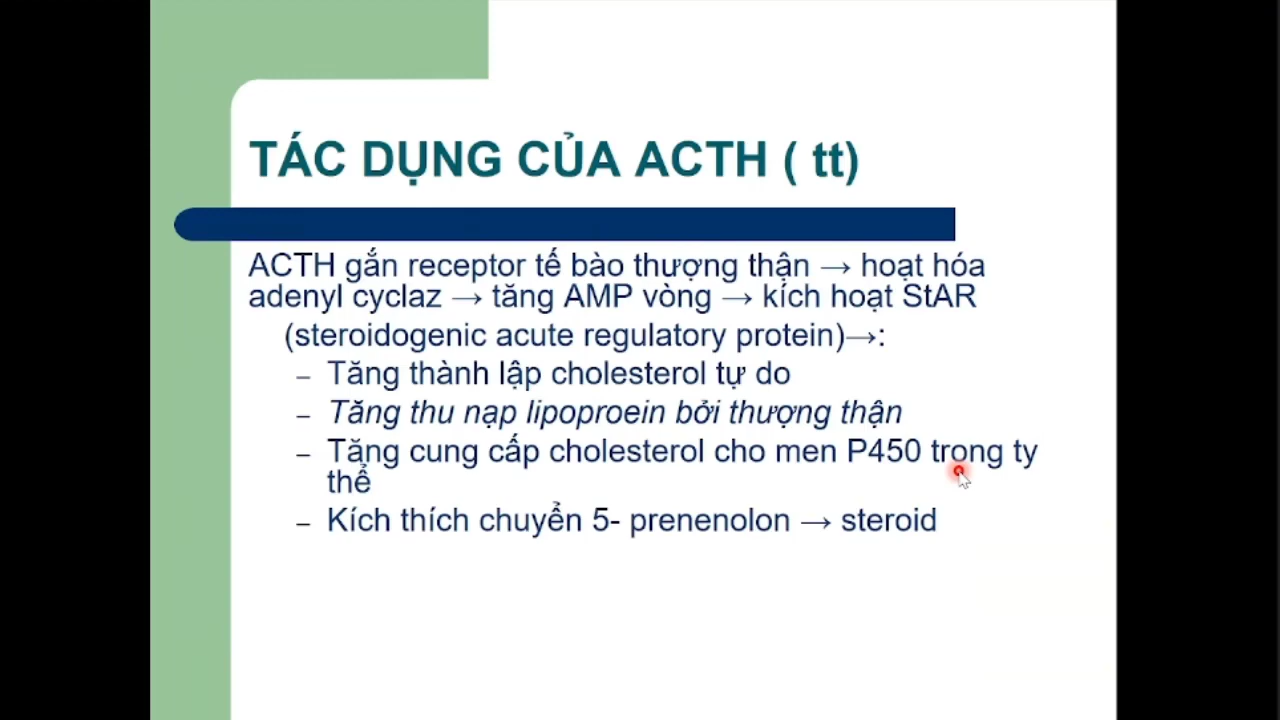 TÁC DỤNG CỦA ACTH ( tt)
ACTH gắn receptor tế bào thượng thận → hoạt hóa
adenyl cyclaz → tăng AMP vòng → kích hoạt StAR
(steroidogenic acute regulatory protein)→:
– Tăng thành lập cholesterol tự do
– Tăng thu nạp lipoproein bởi thượng thận
– Tăng cung cấp cholesterol cho men P450 trong ty
thể
– Kích thích chuyển 5- prenenolon → steroid